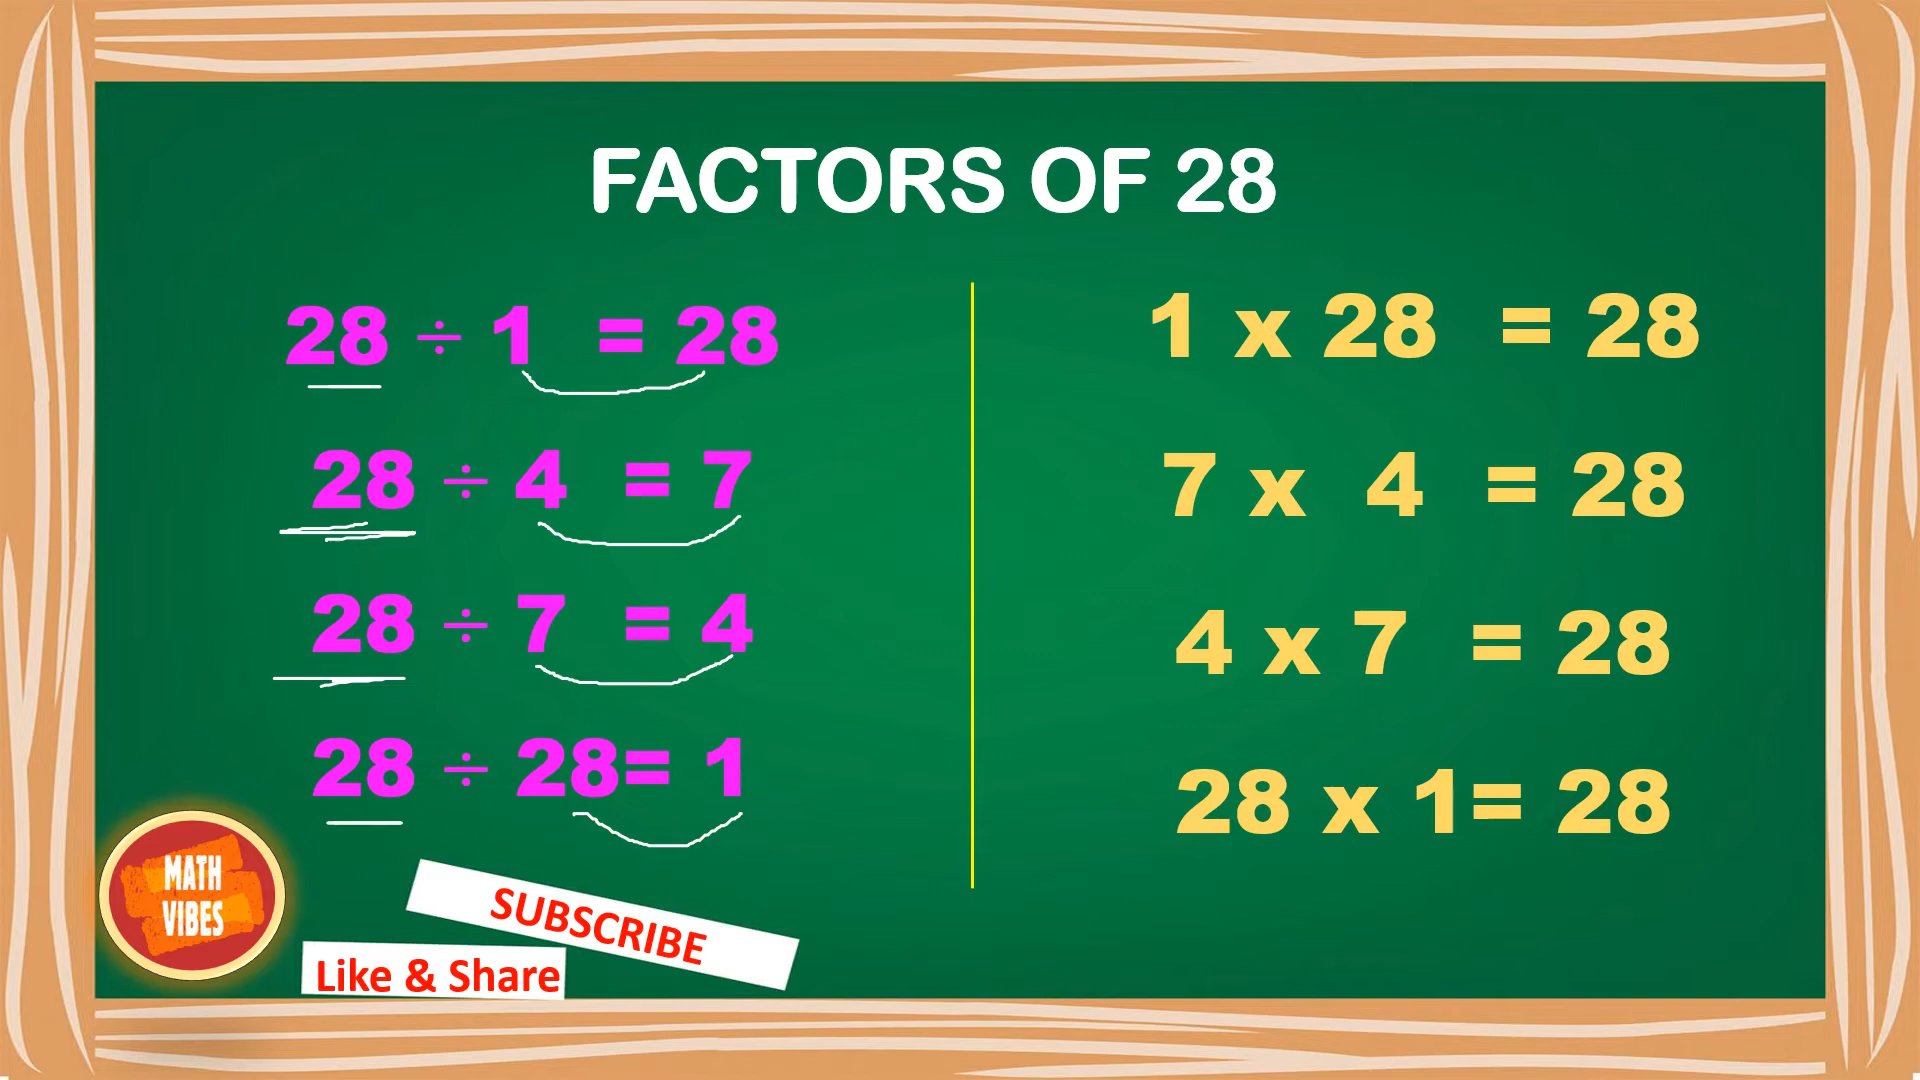 FACTORS OF 28
28 ÷ 1 = 28
28 ÷ 4 = 7
28 ÷ 7 = 4
28 ÷ 28= 1
1 x 28 = 28
7 x 4 = 28
4 x 7 = 28
28 x 1= 28
MATH
VIBES
SUBSCRIBE
Like & Share